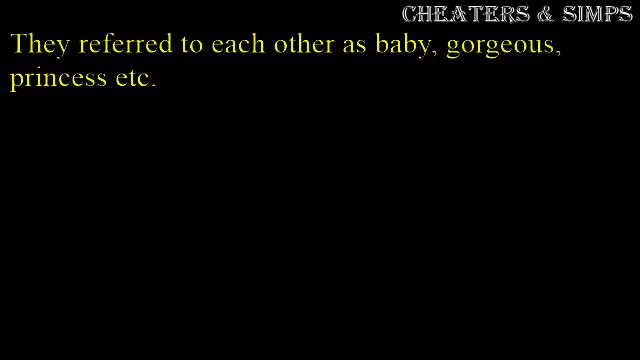 CHEATERS & SIMPS
They referred to each other as baby, gorgeous,
princess etc.